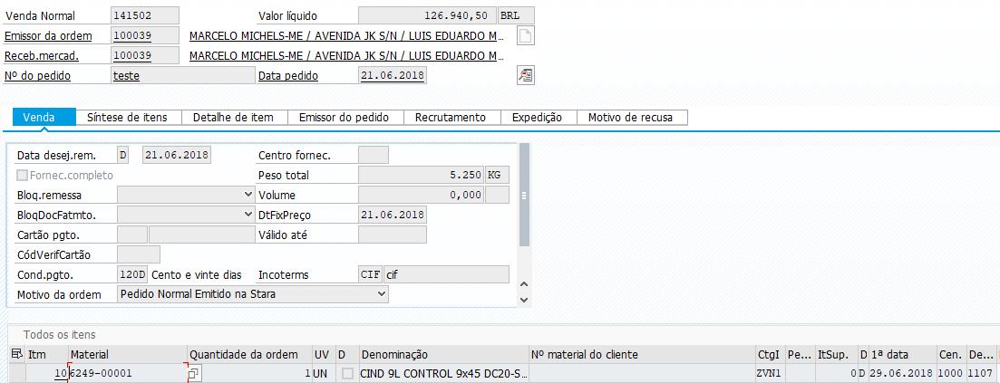 Venda Normal 141502 Valor líquido 126.940,50 BRL
Emissor da ordem 100039 MARCELO MICHELS-ME / AVENIDA JK S/N / LUIS EDUARDO M...
Receb.mercad. 100039 MARCELO MICHELS-ME / AVENIDA JK S/N / LUIS EDUARDO M...
Nº do pedido teste Data pedido 21.06.2018
Venda Síntese de itens Detalhe de item Emissor do pedido Recrutamento Expedição Motivo de recusa
Data desej.rem. D 21.06.2018 Centro fornec.
Fornec.completo Peso total 5.250 KG
Bloq.remessa Volume 0,000
BloqDocFatmto. DtFixPreço 21.06.2018
Cartão pgto. Válido até
CódVerifCartão
Cond.pgto. 120D Cento e vinte dias Incoterms CIF cif
Motivo da ordem Pedido Normal Emitido na Stara
Todos os itens
Itm Material Quantidade da ordem UV D Denominação Nº material do cliente CtgI Pe... ItSup. D 1ª data Cen. De...
10 6249-00001 1 UN CIND 9L CONTROL 9x45 DC20-S... ZVN1 0 D 29.06.2018 1000 1107